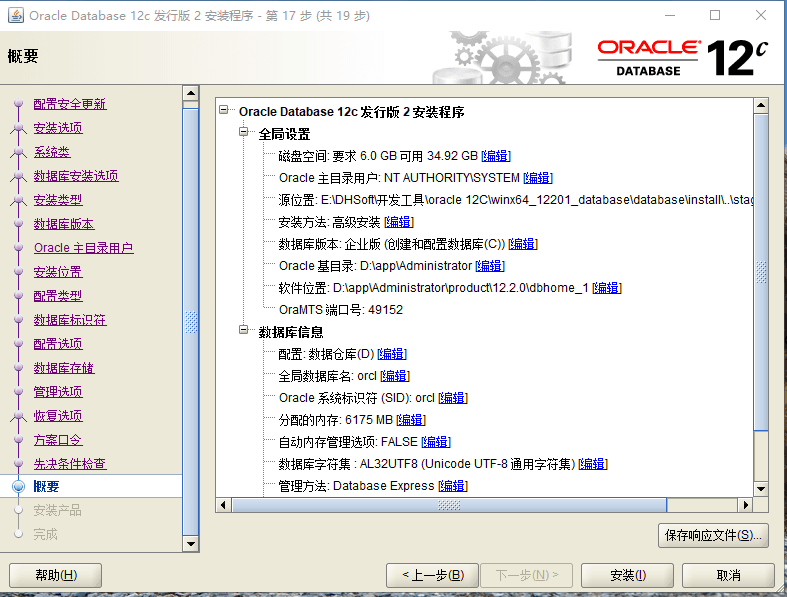 Oracle Database 12c 发行版 2 安装程序 - 第 17 步 (共 19 步)
概要
ORACLE
DATABASE
12c
配置安全更新
安装选项
系统类
数据库安装选项
安装类型
数据库版本
Oracle 主目录用户
安装位置
配置类型
数据库标识符
配置选项
数据库存储
管理选项
恢复选项
方案口令
先决条件检查
概要
安装产品
完成
Oracle Database 12c 发行版 2 安装程序
全局设置
磁盘空间: 要求 6.0 GB 可用 34.92 GB [编辑]
Oracle 主目录用户: NT AUTHORITY\SYSTEM [编辑]
源位置: E:\DHSoft\开发工具\oracle 12C\winx64_12201_database\database\install\..\stag
安装方法: 高级安装 [编辑]
数据库版本: 企业版 (创建和配置数据库(C)) [编辑]
Oracle 基目录: D:\app\Administrator [编辑]
软件位置: D:\app\Administrator\product\12.2.0\dbhome_1 [编辑]
OraMTS 端口号: 49152
数据库信息
配置: 数据仓库(D) [编辑]
全局数据库名: orcl [编辑]
Oracle 系统标识符 (SID): orcl [编辑]
分配的内存: 6175 MB [编辑]
自动内存管理选项: FALSE [编辑]
数据库字符集 : AL32UTF8 (Unicode UTF-8 通用字符集) [编辑]
管理方法: Database Express [编辑]
保存响应文件(S)...
帮助(H)
< 上一步(B)
下一步(N) >
安装(I)
取消